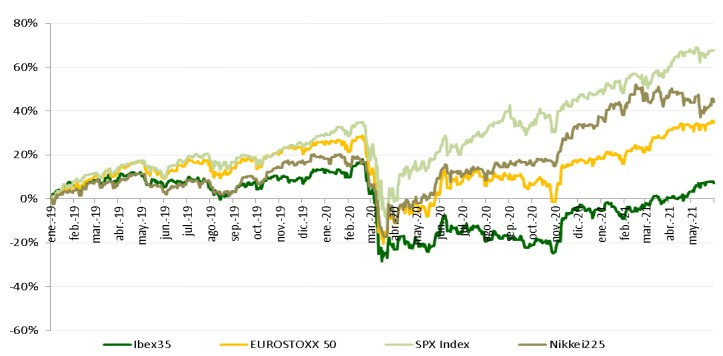 80%
60%
40%
20%
0%
-20%
-40%
-60%
ene.-19
feb.-19
mar.-19
abr.-19
may.-19
jun.-19
jul.-19
ago.-19
sep.-19
oct.-19
nov.-19
dic.-19
ene.-20
feb.-20
mar.-20
abr.-20
may.-20
jun.-20
jul.-20
ago.-20
sep.-20
oct.-20
nov.-20
dic.-20
ene.-21
feb.-21
mar.-21
abr.-21
may.-21
Ibex35 EUROSTOXX 50 SPX Index Nikkei225